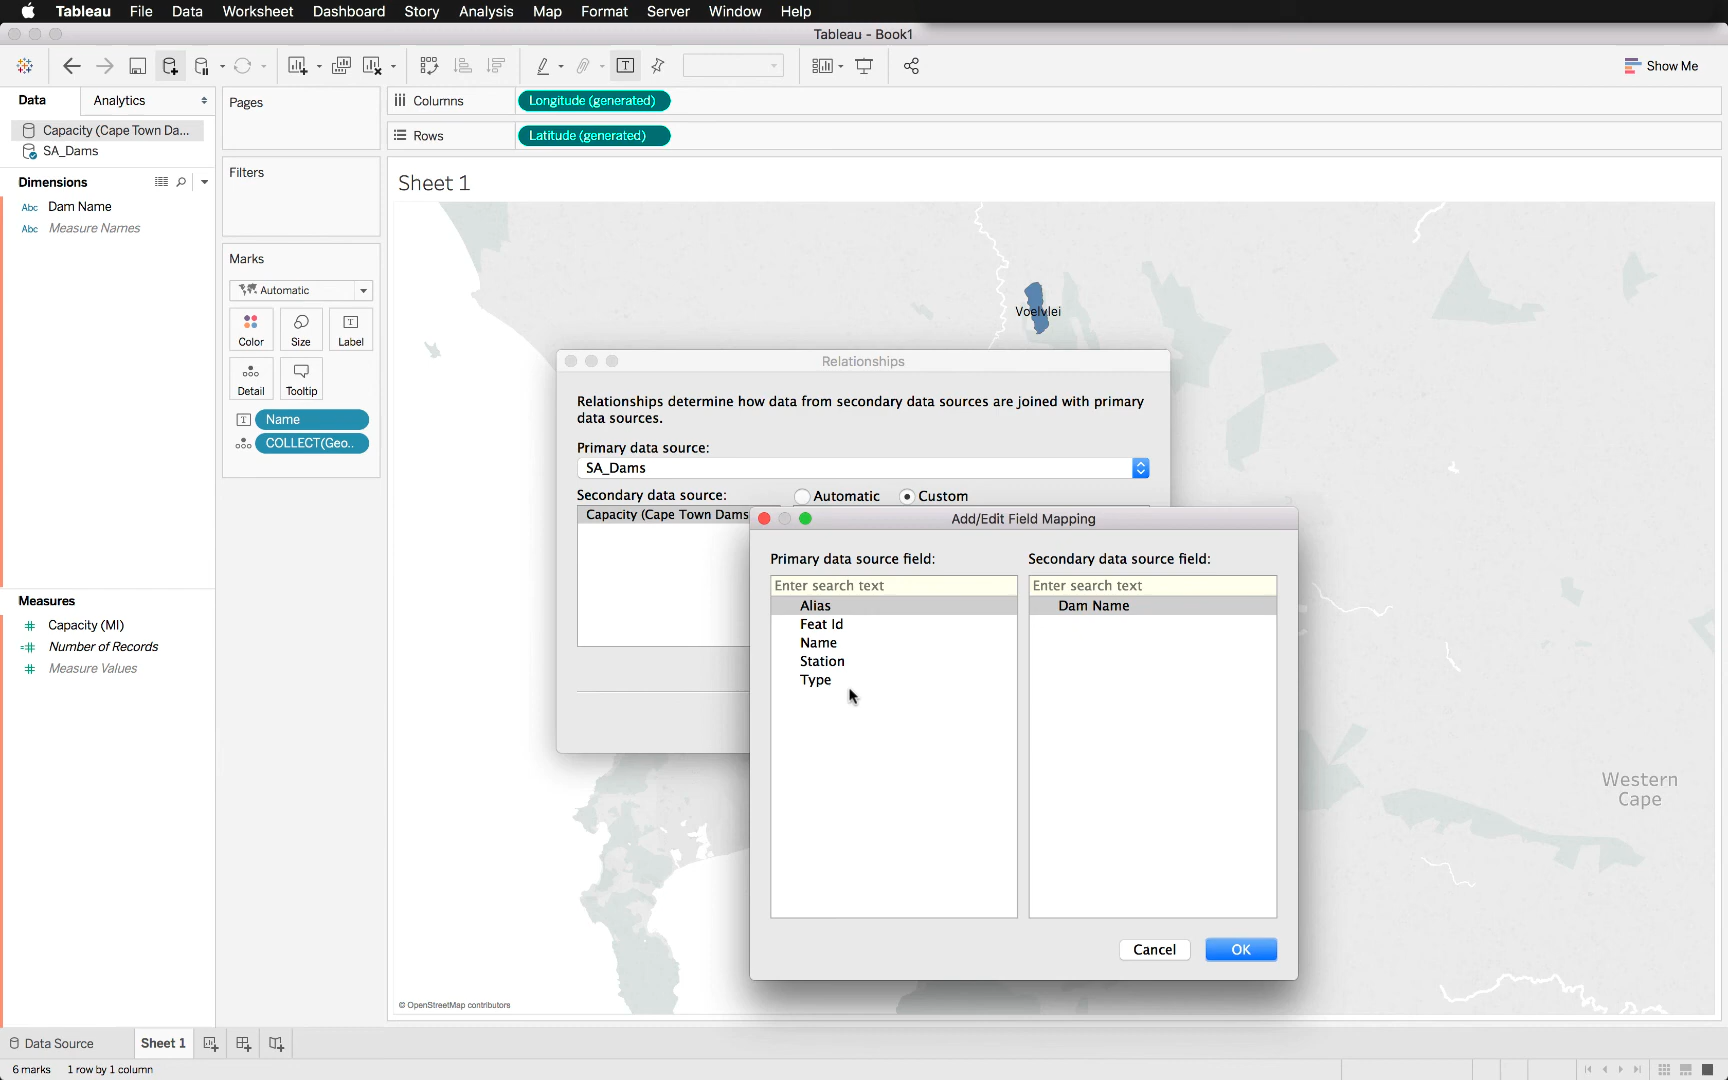 Tableau File Data Worksheet Dashboard Story Analysis Map Format Server Window Help
Tableau - Book1
Show Me
Data Analytics
Capacity (Cape Town Da...
SA_Dams
Dimensions
Abc Dam Name
Abc Measure Names
Measures
# Capacity (Ml)
=# Number of Records
# Measure Values
Pages
Filters
Marks
Automatic
Color Size Label
Detail Tooltip
T Name
COLLECT(Geo..
Columns Longitude (generated)
Rows Latitude (generated)
Sheet 1
Voelvlei
Western
Cape
© OpenStreetMap contributors
Relationships
Relationships determine how data from secondary data sources are joined with primary
data sources.
Primary data source:
SA_Dams
Secondary data source: Automatic Custom
Capacity (Cape Town Dams
Add/Edit Field Mapping
Primary data source field: Secondary data source field:
Enter search text Enter search text
Alias Dam Name
Feat Id
Name
Station
Type
Cancel OK
Data Source Sheet 1
6 marks 1 row by 1 column